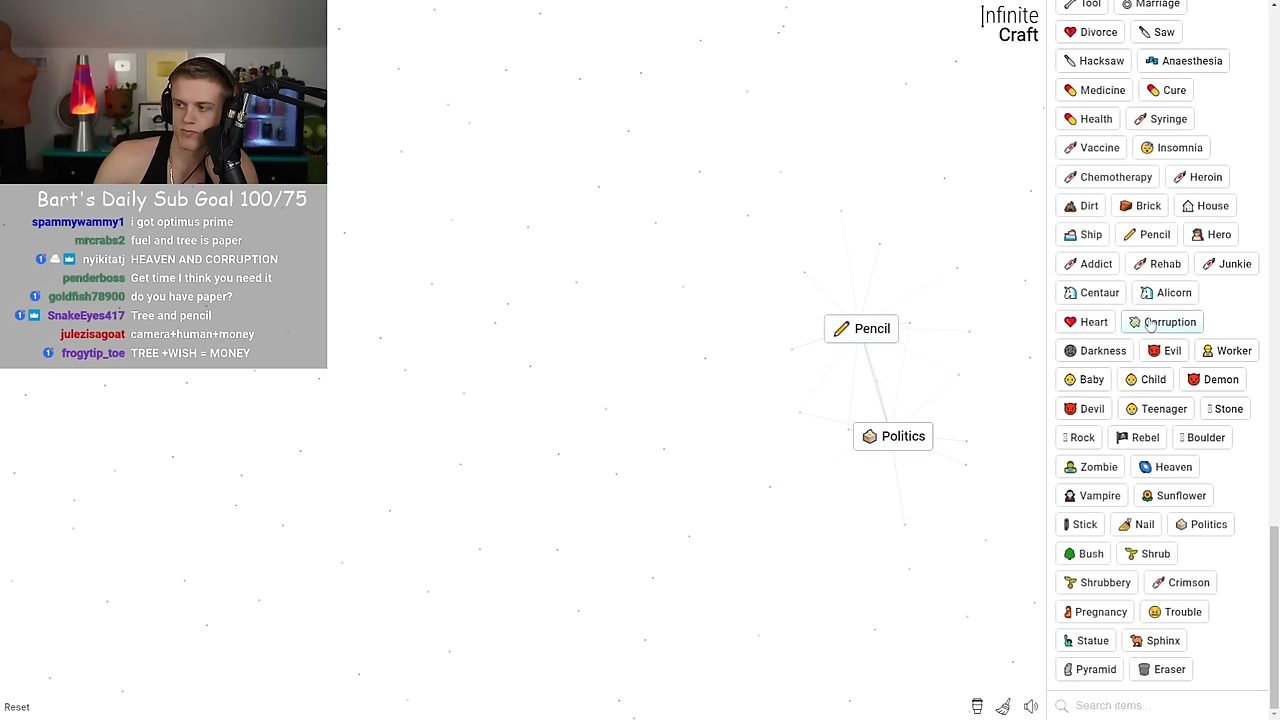 Infinite
Craft
Bart's Daily Sub Goal 100/75
spammywammy1 i got optimus prime
mrcrabs2 fuel and tree is paper
nyikitatj HEAVEN AND CORRUPTION
penderboss Get time I think you need it
goldfish78900 do you have paper?
SnakeEyes417 Tree and pencil
julezisagoat camera+human+money
frogytip_toe TREE +WISH = MONEY
Pencil
Politics
Reset
Tool Marriage
Divorce Saw
Hacksaw Anaesthesia
Medicine Cure
Health Syringe
Vaccine Insomnia
Chemotherapy Heroin
Dirt Brick House
Ship Pencil Hero
Addict Rehab Junkie
Centaur Alicorn
Heart Corruption
Darkness Evil Worker
Baby Child Demon
Devil Teenager Stone
Rock Rebel Boulder
Zombie Heaven
Vampire Sunflower
Stick Nail Politics
Bush Shrub
Shrubbery Crimson
Pregnancy Trouble
Statue Sphinx
Pyramid Eraser
Search items...